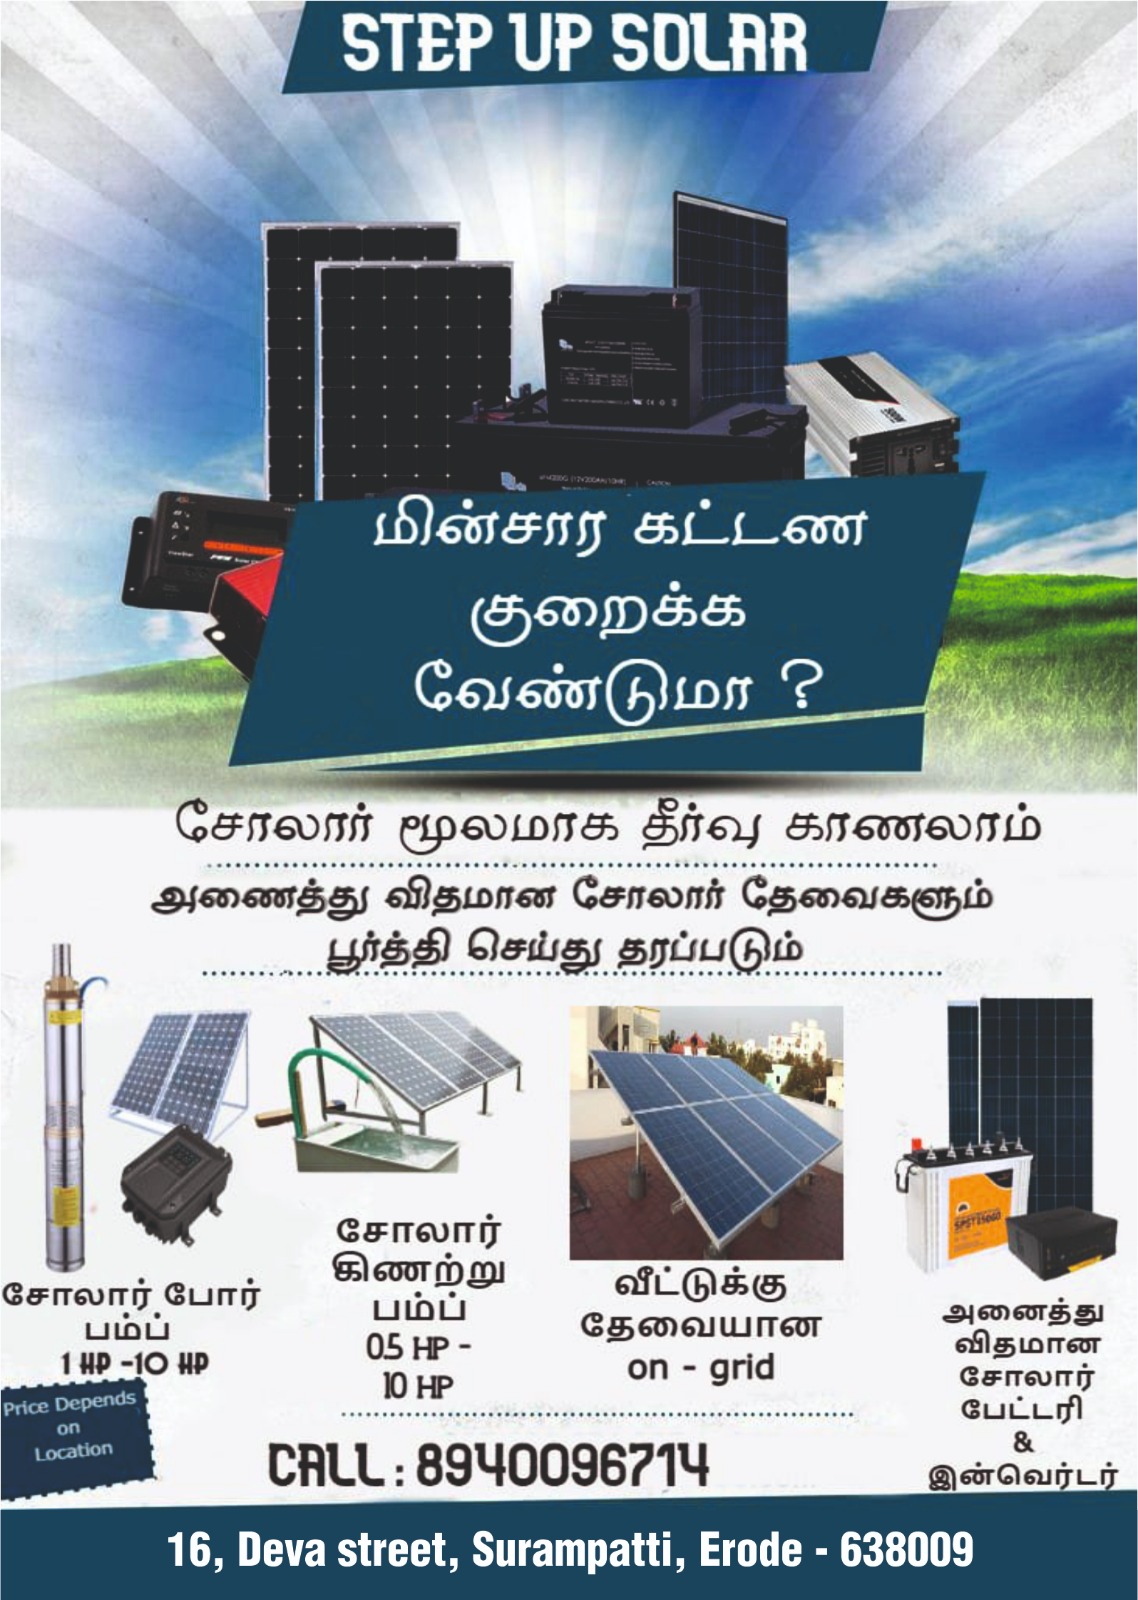 STEP UP SOLAR
மின்சார கட்டண
குறைக்க
வேண்டுமா ?
சோலார் மூலமாக தீர்வு காணலாம்
அணைத்து விதமான சோலார் தேவைகளும்
பூர்த்தி செய்து தரப்படும்
சோலார் போர்
பம்ப்
1 HP -10 HP
சோலார்
கிணற்று
பம்ப்
0.5 HP -
10 HP
வீட்டுக்கு
தேவையான
on - grid
அனைத்து
விதமான
சோலார்
பேட்டரி
&
இன்வெர்டர்
Price Depends
on
Location
CALL : 8940096714
16, Deva street, Surampatti, Erode - 638009